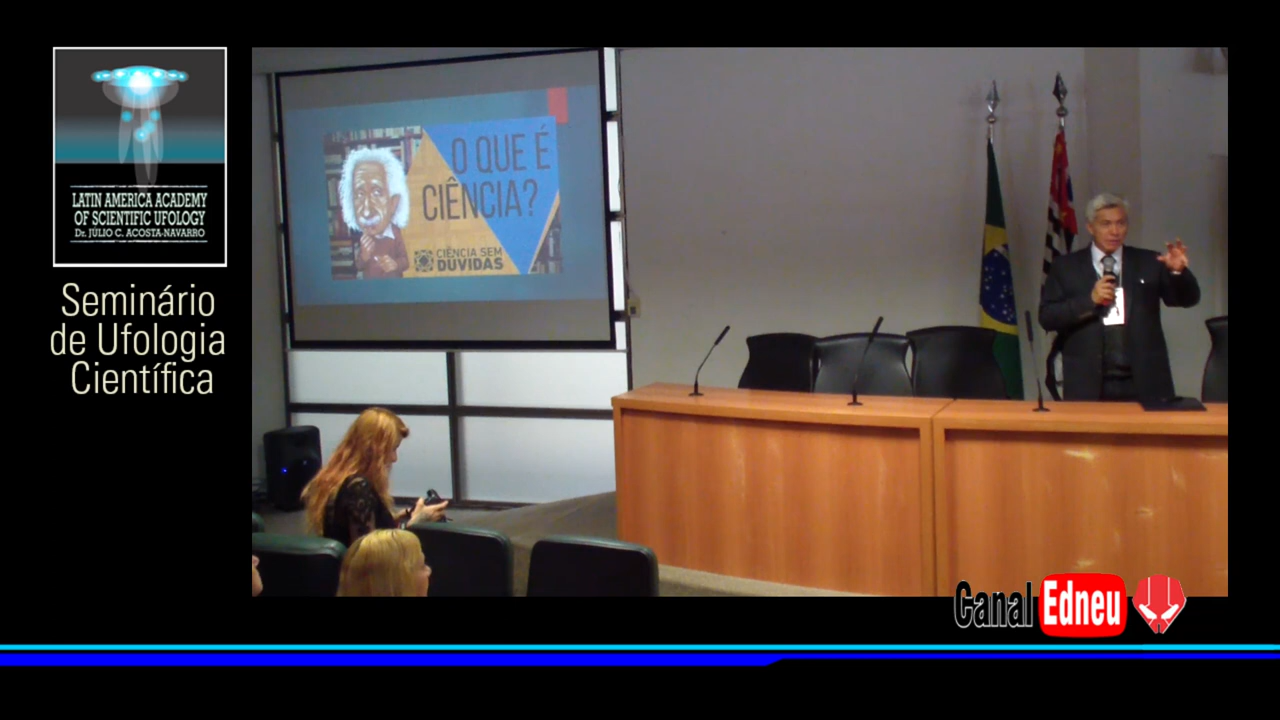 LATIN AMERICA ACADEMY
OF SCIENTIFIC UFOLOGY
Dr. JÚLIO C. ACOSTA-NAVARRO
Seminário
de Ufologia
Científica
O QUE É
CIÊNCIA?
CIÊNCIA SEM
DÚVIDAS
Canal Edneu